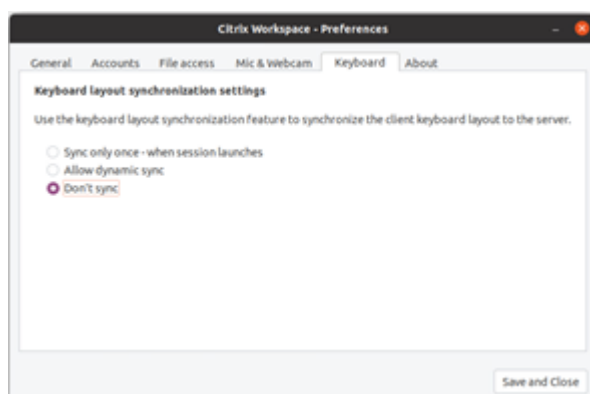 Citrix Workspace - Preferences
General Accounts File access Mic & Webcam Keyboard About
Keyboard layout synchronization settings
Use the keyboard layout synchronization feature to synchronize the client keyboard layout to the server.
Sync only once - when session launches
Allow dynamic sync
Don't sync
Save and Close